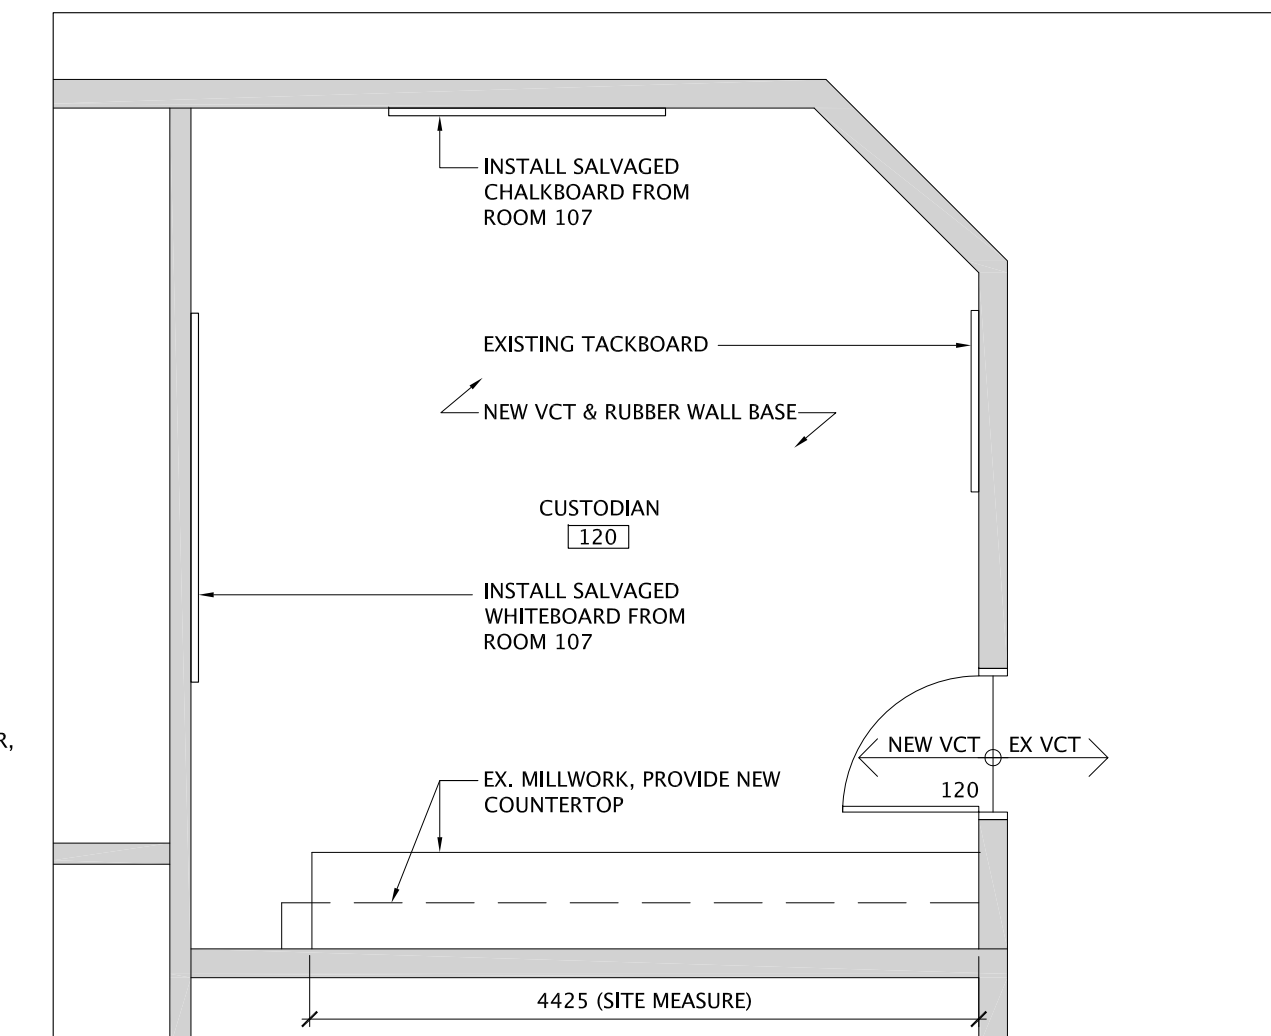 INSTALL SALVAGED
CHALKBOARD FROM
ROOM 107
EXISTING TACKBOARD
NEW VCT & RUBBER WALL BASE
CUSTODIAN
120
INSTALL SALVAGED
WHITEBOARD FROM
ROOM 107
R,
NEW VCT EX VCT
120
EX. MILLWORK, PROVIDE NEW
COUNTERTOP
4425 (SITE MEASURE)